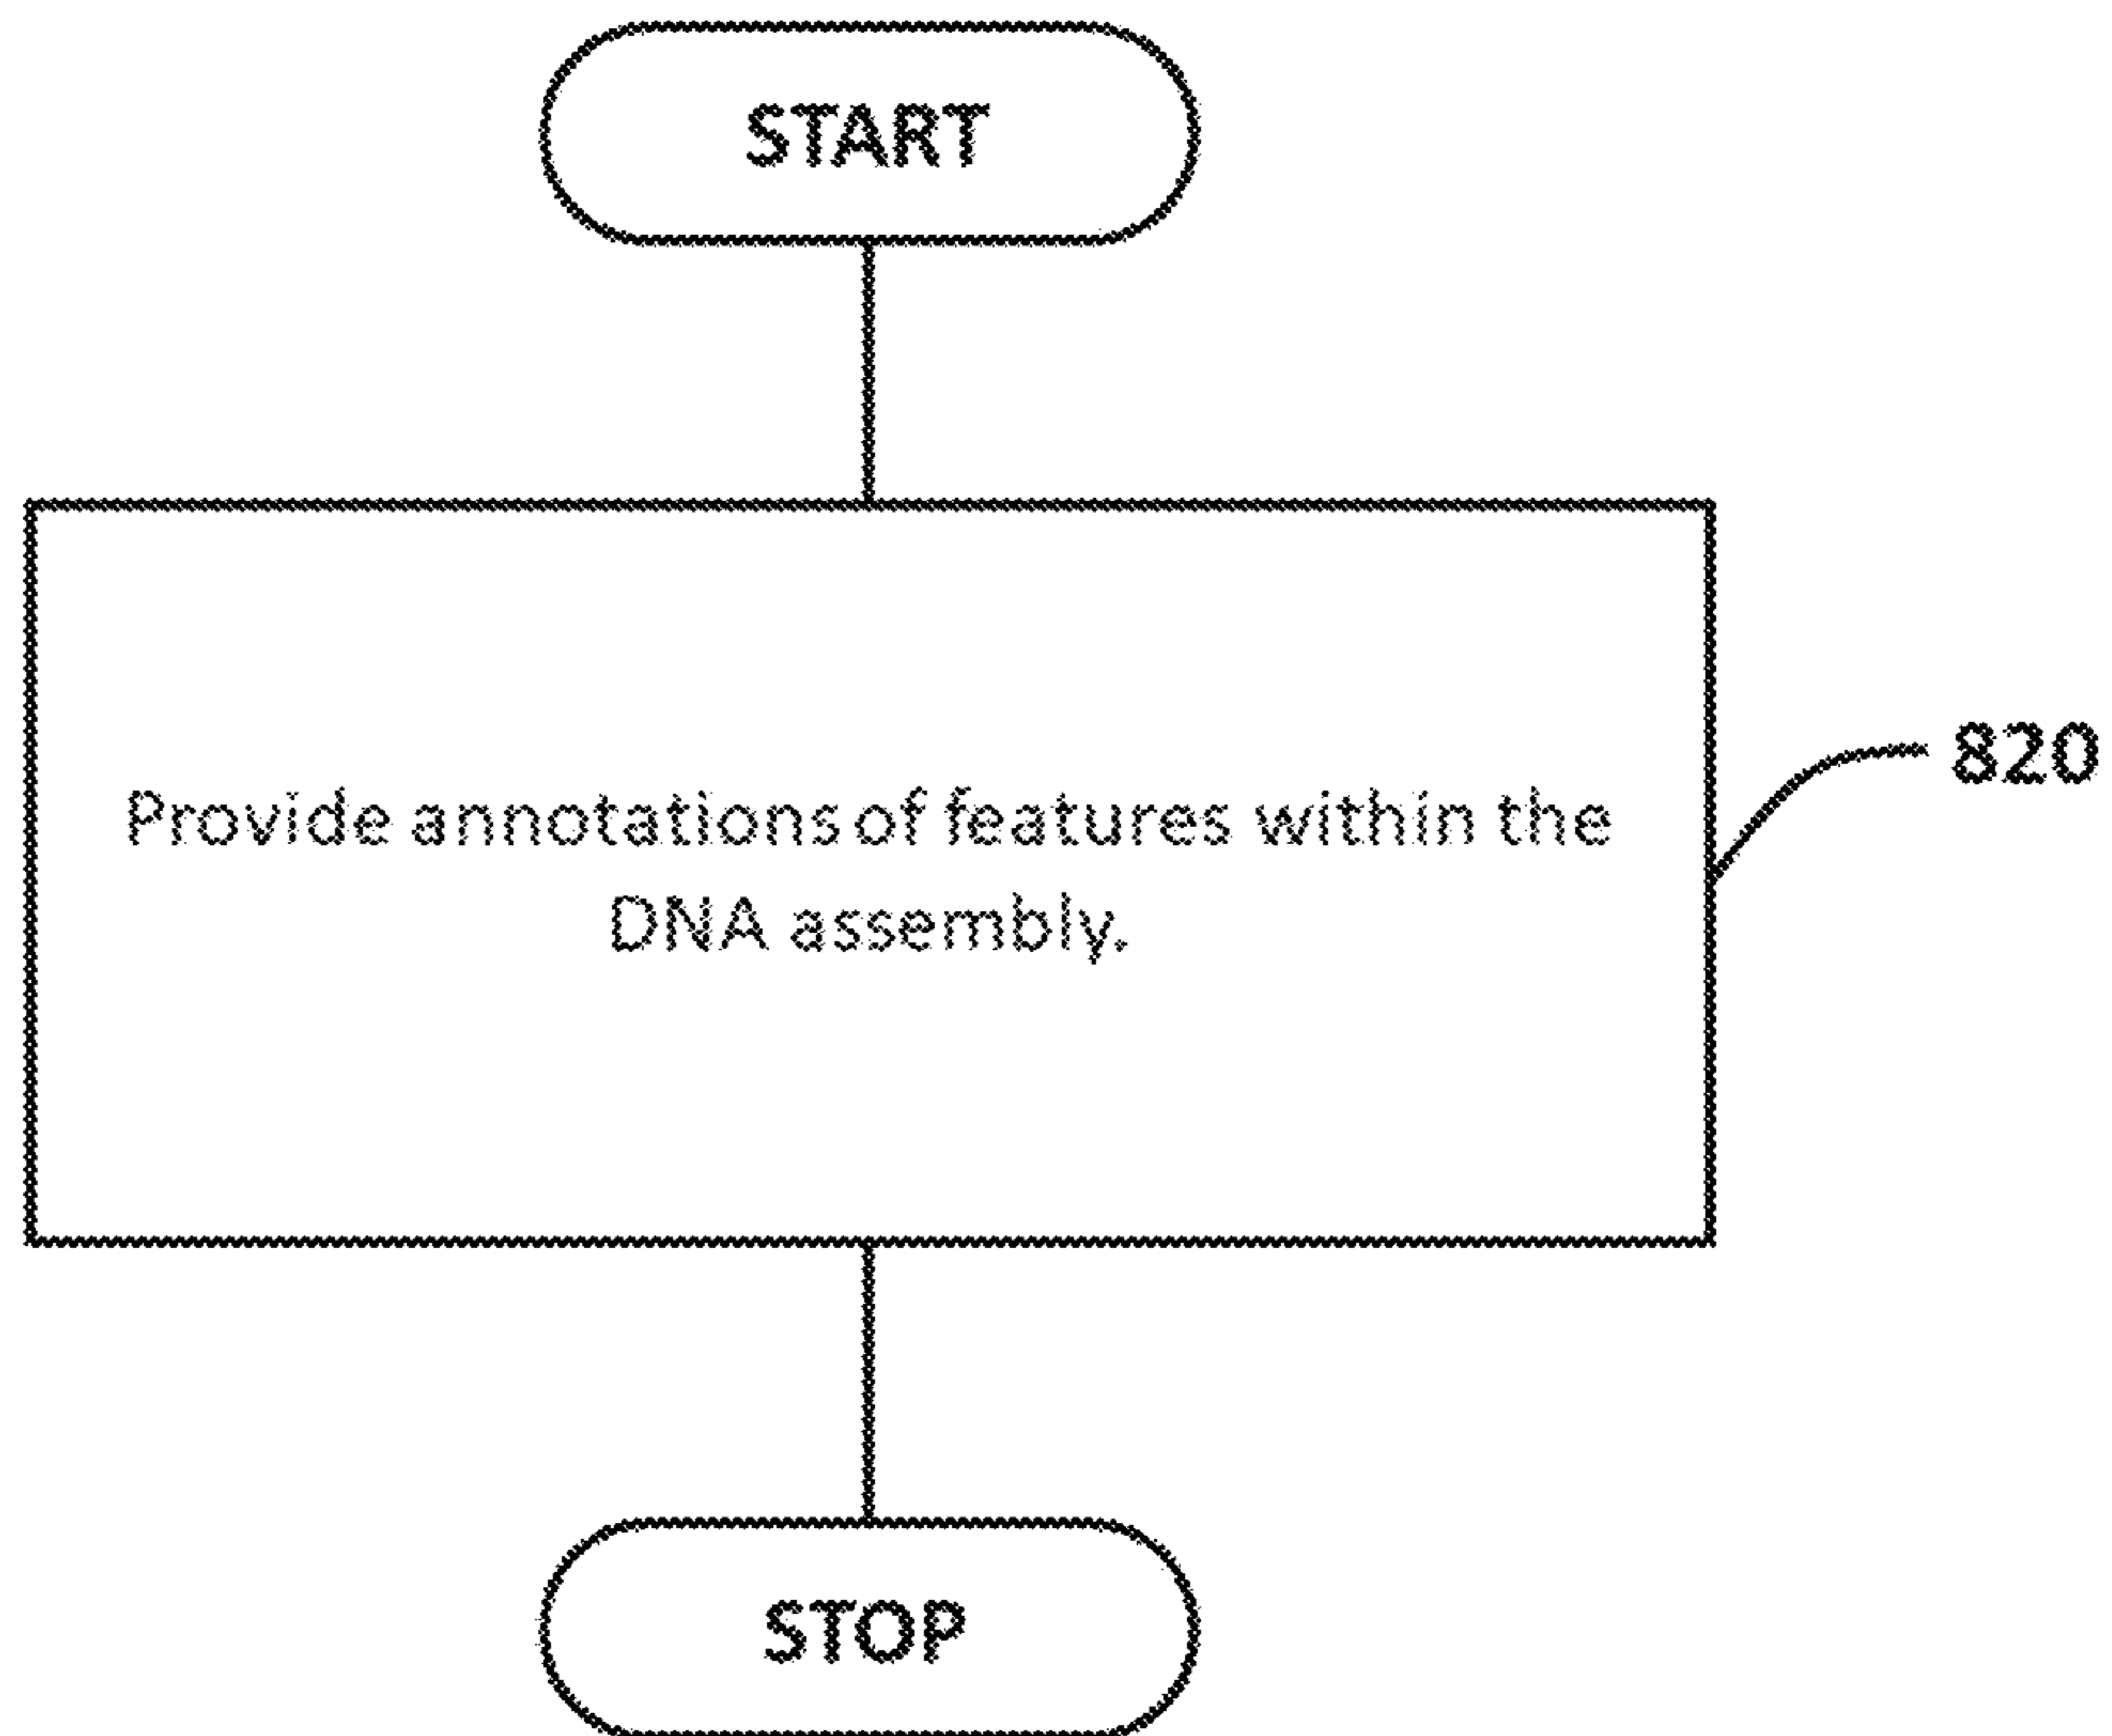 START
820
Provide annotations of features within the
DNA assembly.
STOP